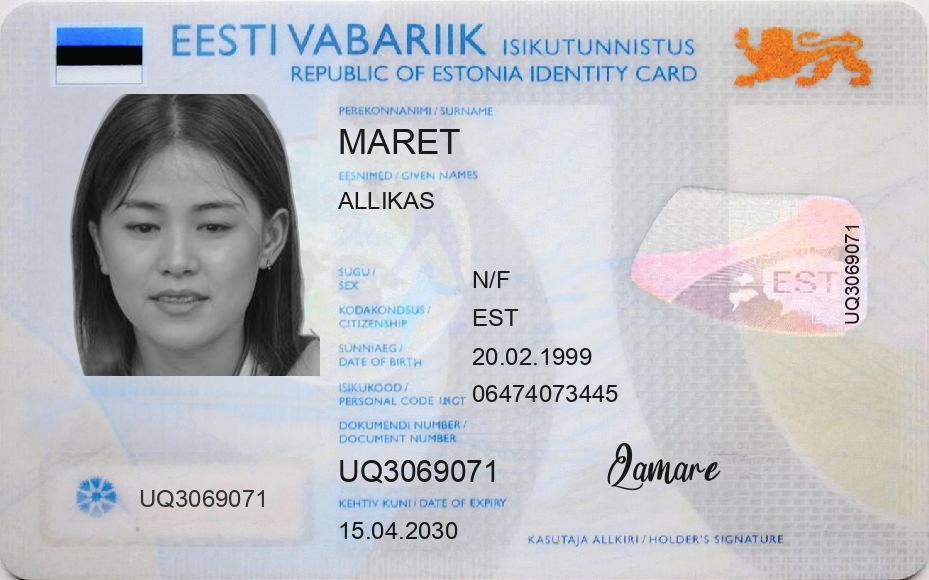 EESTI VABARIIK ISIKUTUNNISTUS
REPUBLIC OF ESTONIA IDENTITY CARD
PEREKONNANIMI / SURNAME
MARET
EESNIMED / GIVEN NAMES
ALLIKAS
SUGU /
SEX
N/F
KODAKONDSUS /
CITIZENSHIP
EST
SÜNNIAEG /
DATE OF BIRTH
20.02.1999
ISIKUKOOD /
PERSONAL CODE
06474073445
DOKUMENDI NUMBER /
DOCUMENT NUMBER
UQ3069071
KEHTIV KUNI / DATE OF EXPIRY
15.04.2030
UQ3069071
EST
UQ3069071
Qamare
KASUTAJA ALLKIRI / HOLDER'S SIGNATURE